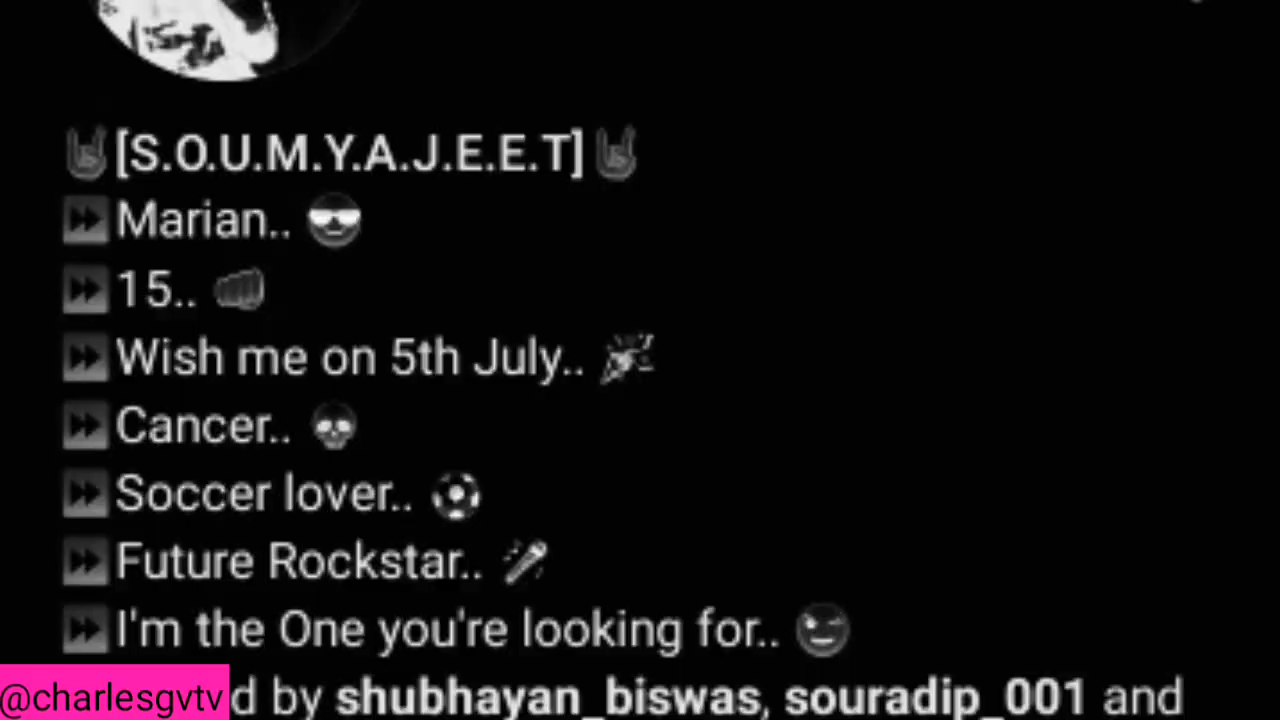 🤘[S.O.U.M.Y.A.J.E.E.T]🤘
⏩Marian.. 😎
⏩15.. 👊
⏩Wish me on 5th July.. 🎉
⏩Cancer.. 💀
⏩Soccer lover.. ⚽
⏩Future Rockstar.. 🎤
⏩I'm the One you're looking for.. 😉
@charlesgvtv d by shubhayan_biswas, souradip_001 and